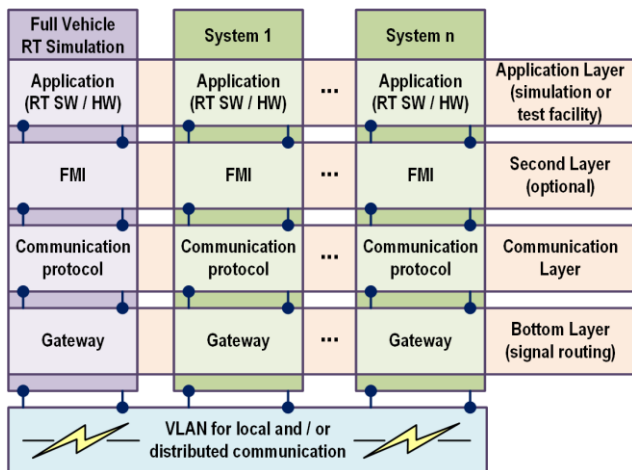 Full Vehicle
RT Simulation
System 1
System n
Application
(RT SW / HW)
Application
(RT SW / HW)
...
Application
(RT SW / HW)
Application Layer
(simulation or
test facility)
FMI
FMI
...
FMI
Second Layer
(optional)
Communication
protocol
Communication
protocol
...
Communication
protocol
Communication
Layer
Gateway
Gateway
...
Gateway
Bottom Layer
(signal routing)
VLAN for local and / or
distributed communication